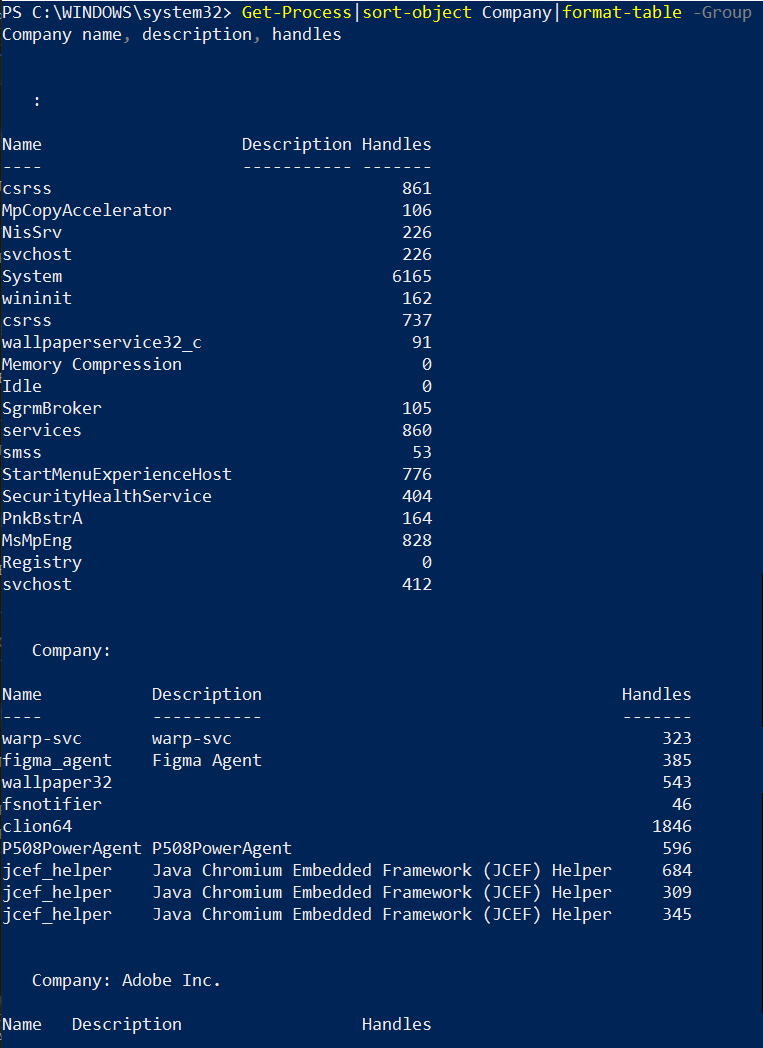 PS C:\WINDOWS\system32> Get-Process|sort-object Company|format-table -Group
Company name, description, handles
:
Name Description Handles
---- ----------- -------
csrss 861
MpCopyAccelerator 106
NisSrv 226
svchost 226
System 6165
wininit 162
csrss 737
wallpaperservice32_c 91
Memory Compression 0
Idle 0
SgrmBroker 105
services 860
smss 53
StartMenuExperienceHost 776
SecurityHealthService 404
PnkBstrA 164
MsMpEng 828
Registry 0
svchost 412
Company:
Name Description Handles
---- ----------- -------
warp-svc warp-svc 323
figma_agent Figma Agent 385
wallpaper32 543
fsnotifier 46
clion64 1846
P508PowerAgent P508PowerAgent 596
jcef_helper Java Chromium Embedded Framework (JCEF) Helper 684
jcef_helper Java Chromium Embedded Framework (JCEF) Helper 309
jcef_helper Java Chromium Embedded Framework (JCEF) Helper 345
Company: Adobe Inc.
Name Description Handles